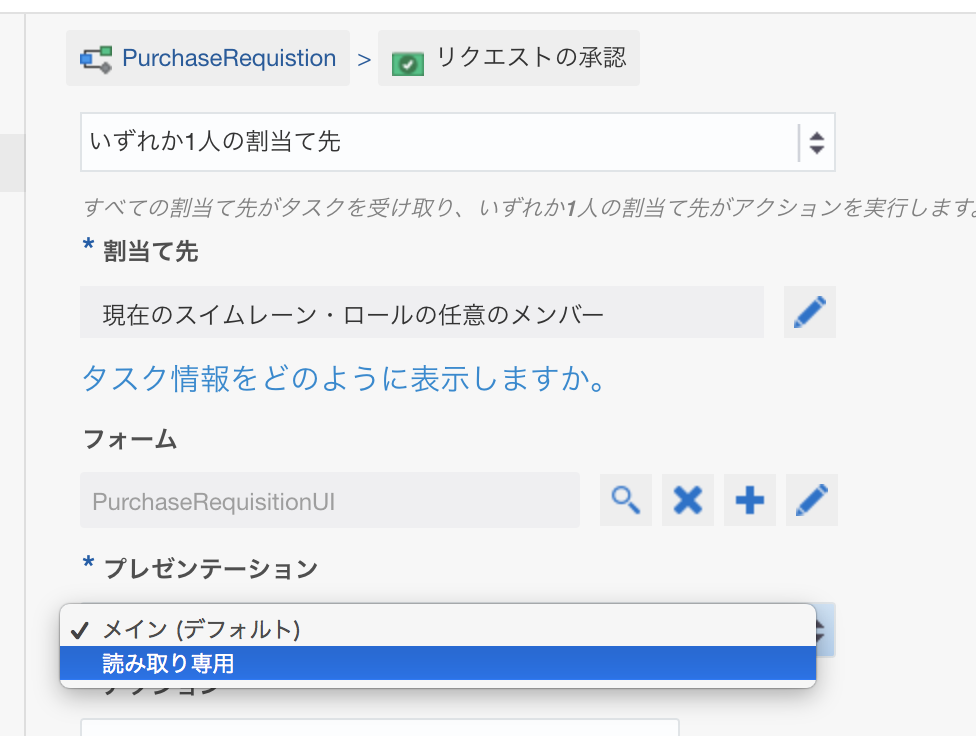 PurchaseRequistion > リクエストの承認
いずれか1人の割当て先
すべての割当て先がタスクを受け取り、いずれか1人の割当て先がアクションを実行します。
* 割当て先
現在のスイムレーン・ロールの任意のメンバー
タスク情報をどのように表示しますか。
フォーム
PurchaseRequisitionUI
* プレゼンテーション
✓ メイン (デフォルト)
読み取り専用
アクション